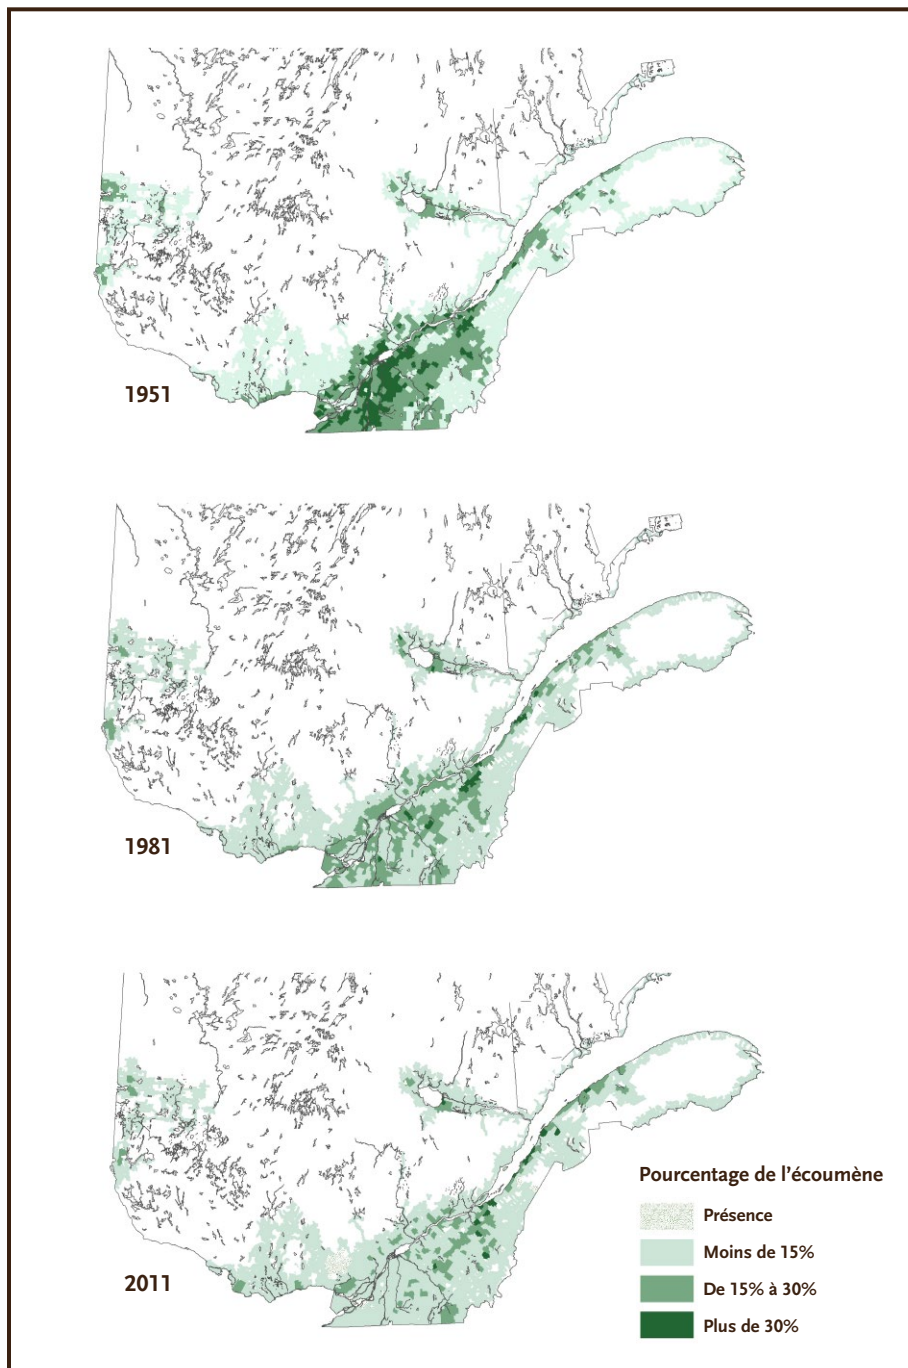 1951
1981
2011
Pourcentage de l'écoumène
Présence
Moins de 15%
De 15% à 30%
Plus de 30%